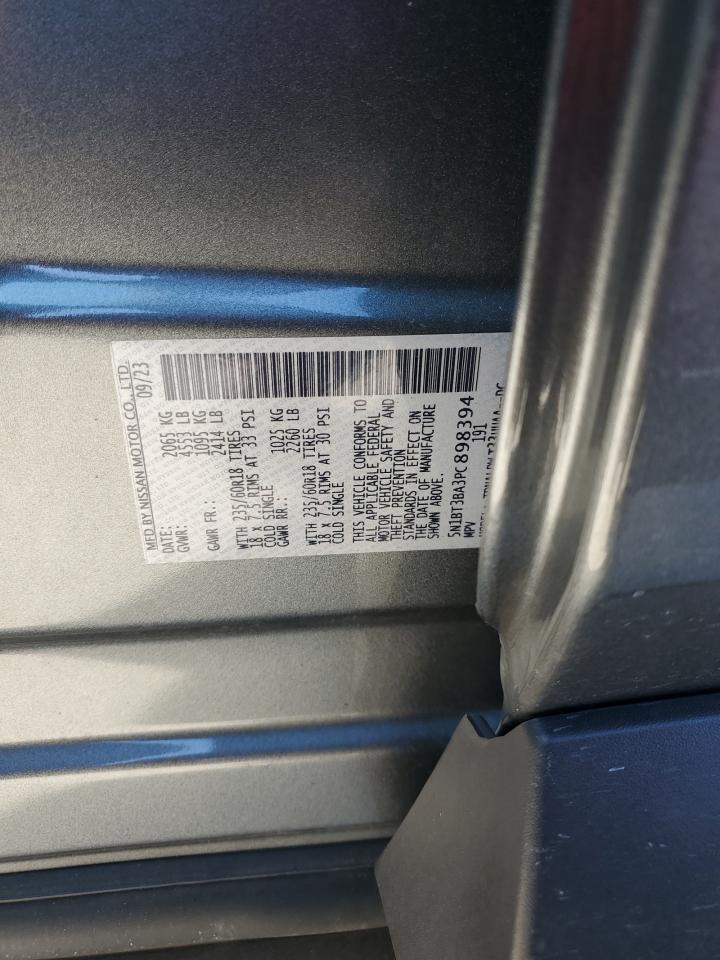 MFD BY NISSAN MOTOR CO., LTD.
DATE: 09/23
GVWR: 2065 KG
4553 LB
GAWR FR.: 1095 KG
2414 LB
WITH 235/60R18 TIRES
18 x 7.5 RIMS AT 33 PSI
COLD SINGLE
GAWR RR.: 1025 KG
2260 LB
WITH 235/60R18 TIRES
18 x 7.5 RIMS AT 30 PSI
COLD SINGLE
THIS VEHICLE CONFORMS TO
ALL APPLICABLE FEDERAL
MOTOR VEHICLE SAFETY AND
THEFT PREVENTION
STANDARDS IN EFFECT ON
THE DATE OF MANUFACTURE
SHOWN ABOVE.
5N1BT3BA3PC898394
MPV 191